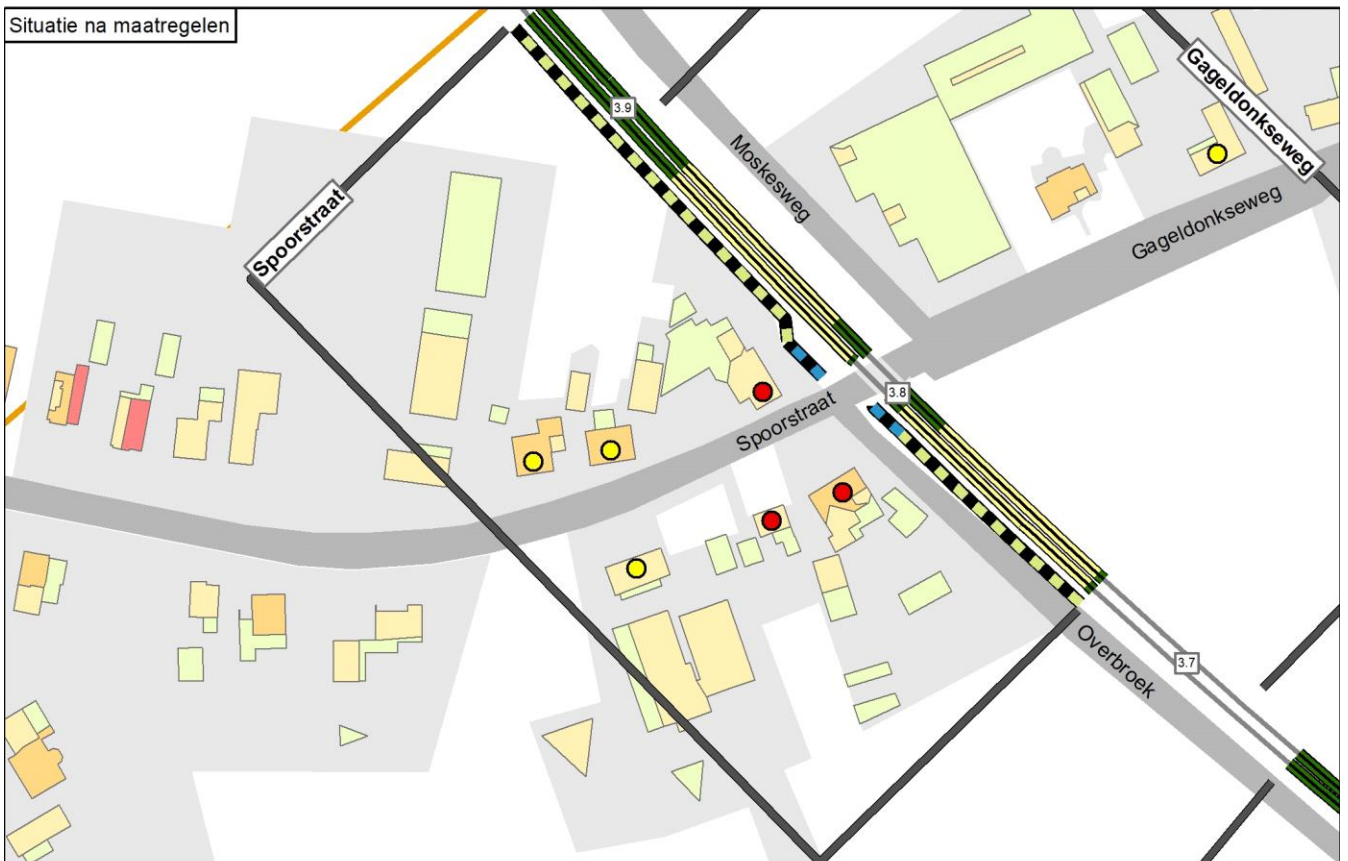 Situatie na maatregelen
3.9
Moskesweg
Gageldonkseweg
Gageldonkseweg
Spoorstraat
Spoorstraat
3.8
Overbroek
3.7